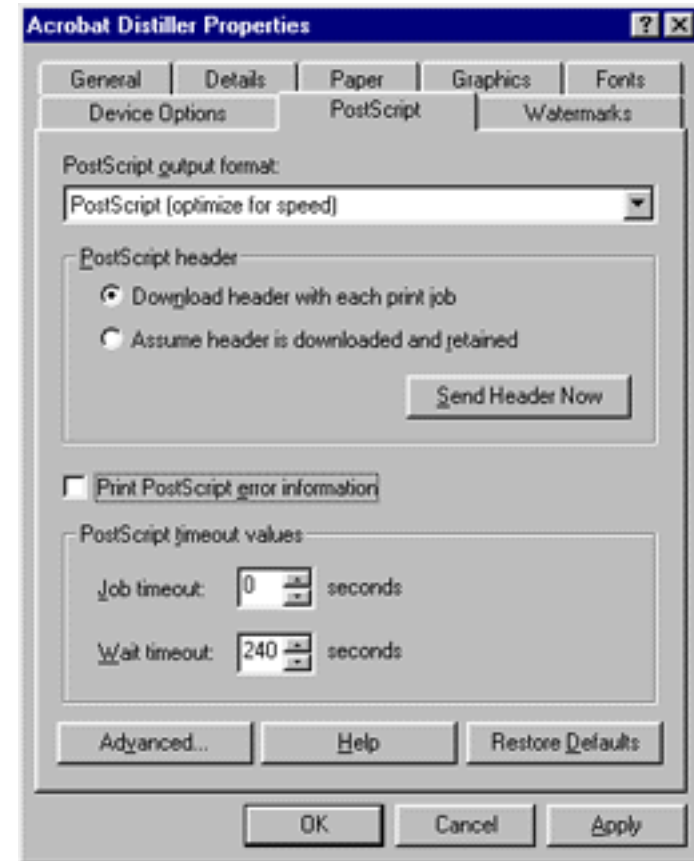 Acrobat Distiller Properties
General Details Paper Graphics Fonts
Device Options PostScript Watermarks
PostScript output format:
PostScript (optimize for speed)
PostScript header
Download header with each print job
Assume header is downloaded and retained
Send Header Now
Print PostScript error information
PostScript timeout values
Job timeout: 0 seconds
Wait timeout: 240 seconds
Advanced... Help Restore Defaults
OK Cancel Apply